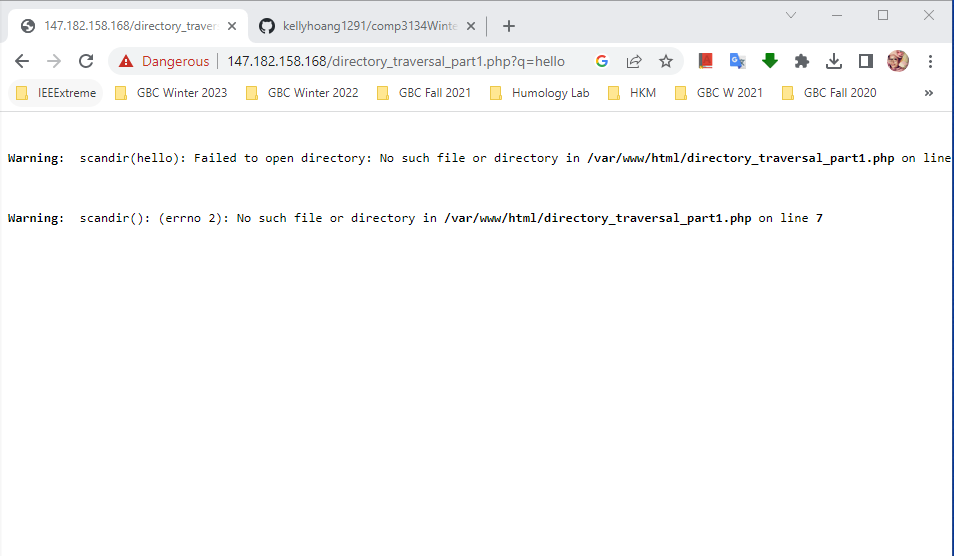 147.182.158.168/directory_traver
kellyhoang1291/comp3134Winte
Dangerous 147.182.158.168/directory_traversal_part1.php?q=hello
IEEExtreme GBC Winter 2023 GBC Winter 2022 GBC Fall 2021 Humology Lab HKM GBC W 2021 GBC Fall 2020 »
Warning: scandir(hello): Failed to open directory: No such file or directory in /var/www/html/directory_traversal_part1.php on line
Warning: scandir(): (errno 2): No such file or directory in /var/www/html/directory_traversal_part1.php on line 7